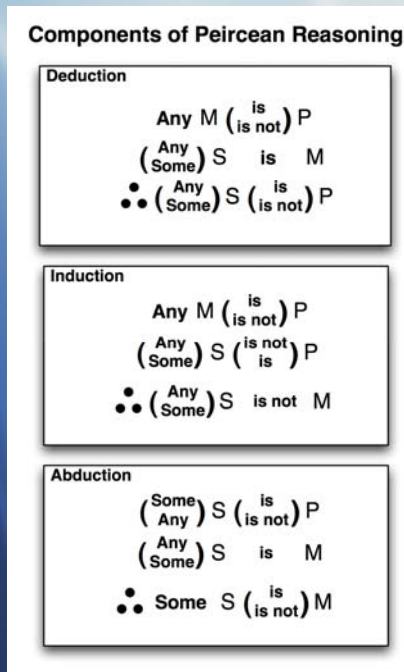 Components of Peircean Reasoning
Deduction
Any M (is / is not) P
(Any / Some) S is M
∴ (Any / Some) S (is / is not) P
Induction
Any M (is / is not) P
(Any / Some) S (is not / is) P
∴ (Any / Some) S is not M
Abduction
(Some / Any) S (is / is not) P
(Any / Some) S is M
∴ Some S (is / is not) M